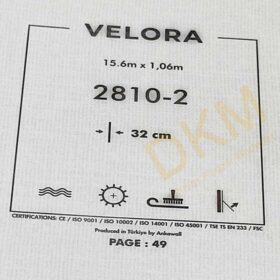 VELORA
15.6m x 1,06m
2810-2
32 cm
DKM
CERTIFICATIONS: CE / ISO 9001 / ISO 10002 / ISO 14001 / ISO 45001 / TSE TS EN 233 / FSC
Produced in Türkiye by Ankawall
PAGE : 49